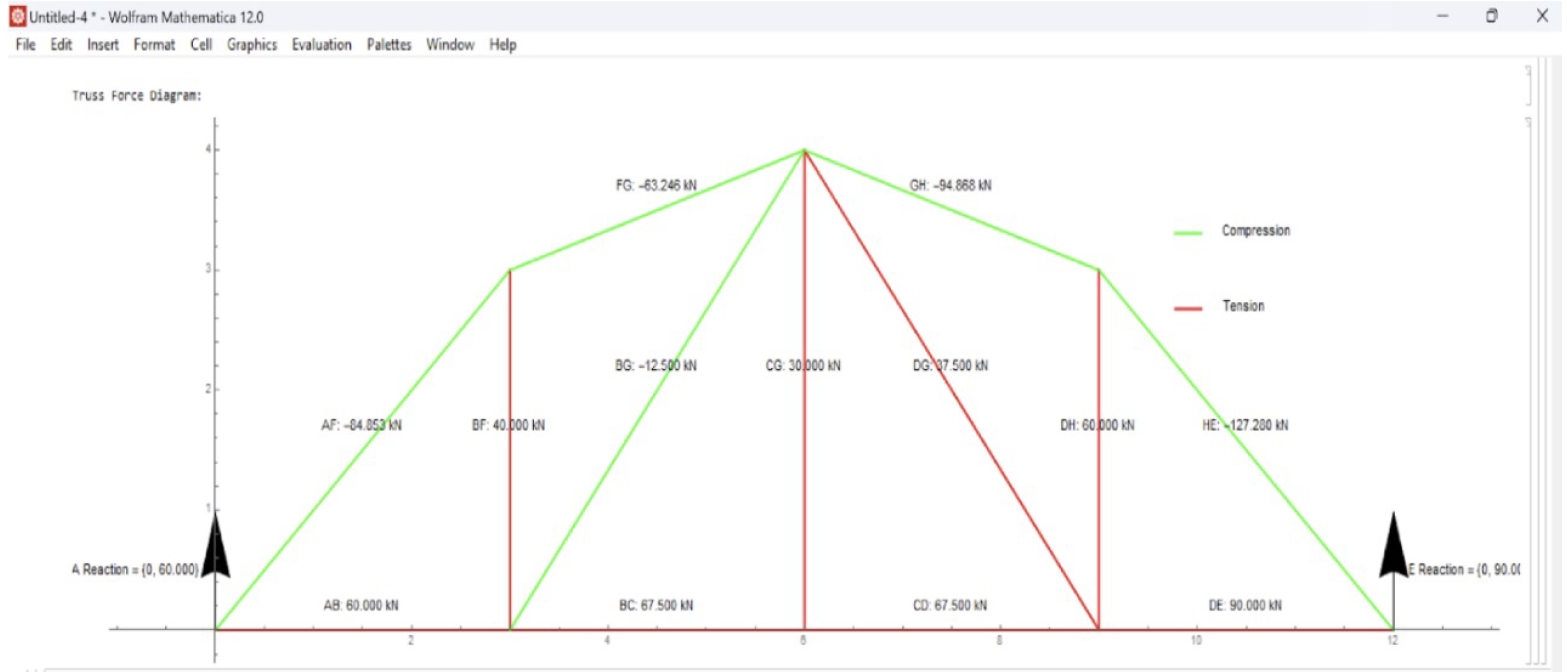 Untitled-4 * - Wolfram Mathematica 12.0
File Edit Insert Format Cell Graphics Evaluation Palettes Window Help
Truss Force Diagram:
4
FG: −63.246 kN
GH: −94.868 kN
Compression
3
Tension
BG: −12.500 kN
CG: 30.000 kN
DG: 37.500 kN
2
AF: −84.853 kN
BF: 40.000 kN
DH: 60.000 kN
HE: −127.280 kN
1
A Reaction = {0, 60.000}
E Reaction = {0, 90.0(
AB: 60.000 kN
BC: 67.500 kN
CD: 67.500 kN
DE: 90.000 kN
2 4 6 8 10 12